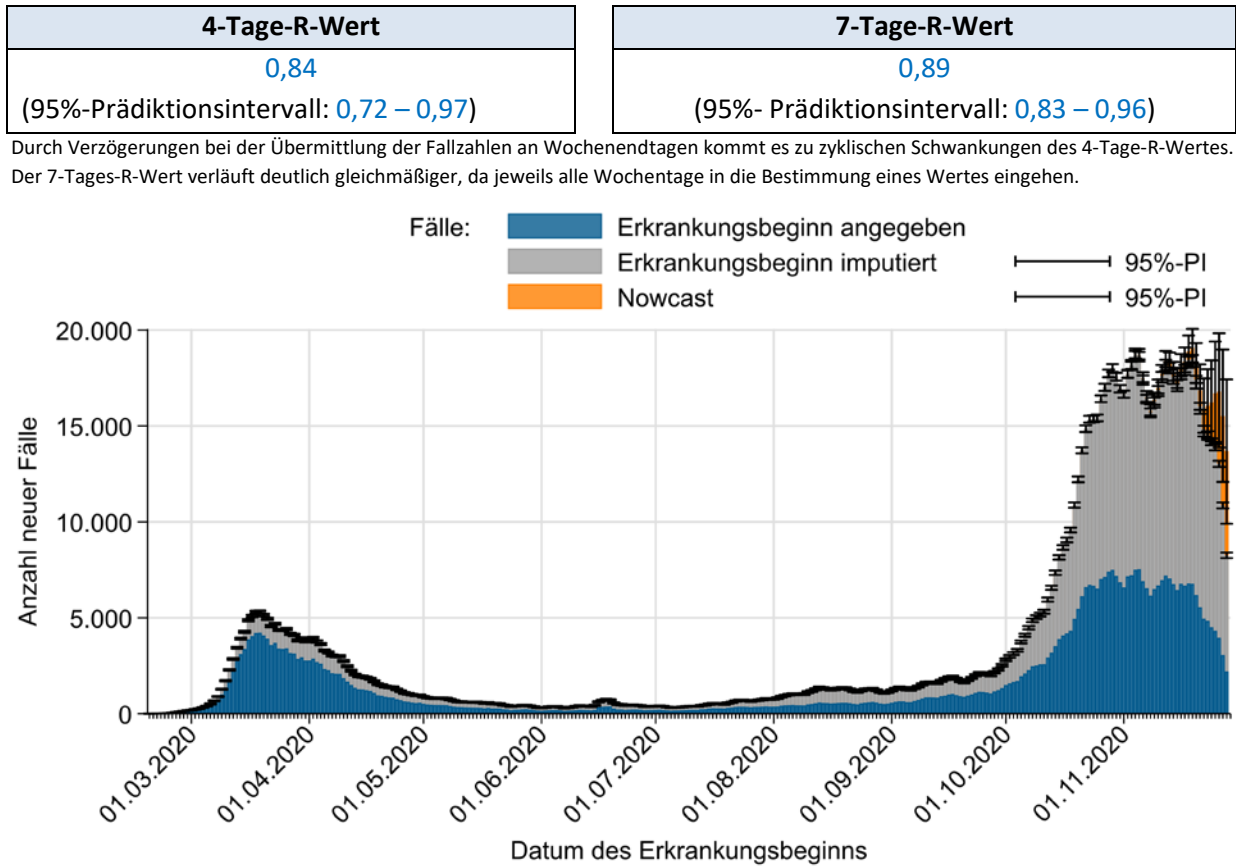 4-Tage-R-Wert
0,84
(95%-Prädiktionsintervall: 0,72 – 0,97)
7-Tage-R-Wert
0,89
(95%- Prädiktionsintervall: 0,83 – 0,96)
Durch Verzögerungen bei der Übermittlung der Fallzahlen an Wochenendtagen kommt es zu zyklischen Schwankungen des 4-Tage-R-Wertes.
Der 7-Tages-R-Wert verläuft deutlich gleichmäßiger, da jeweils alle Wochentage in die Bestimmung eines Wertes eingehen.
Fälle:
Erkrankungsbeginn angegeben
Erkrankungsbeginn imputiert
95%-PI
Nowcast
95%-PI
Anzahl neuer Fälle
20.000
15.000
10.000
5.000
0
01.03.2020
01.04.2020
01.05.2020
01.06.2020
01.07.2020
01.08.2020
01.09.2020
01.10.2020
01.11.2020
Datum des Erkrankungsbeginns